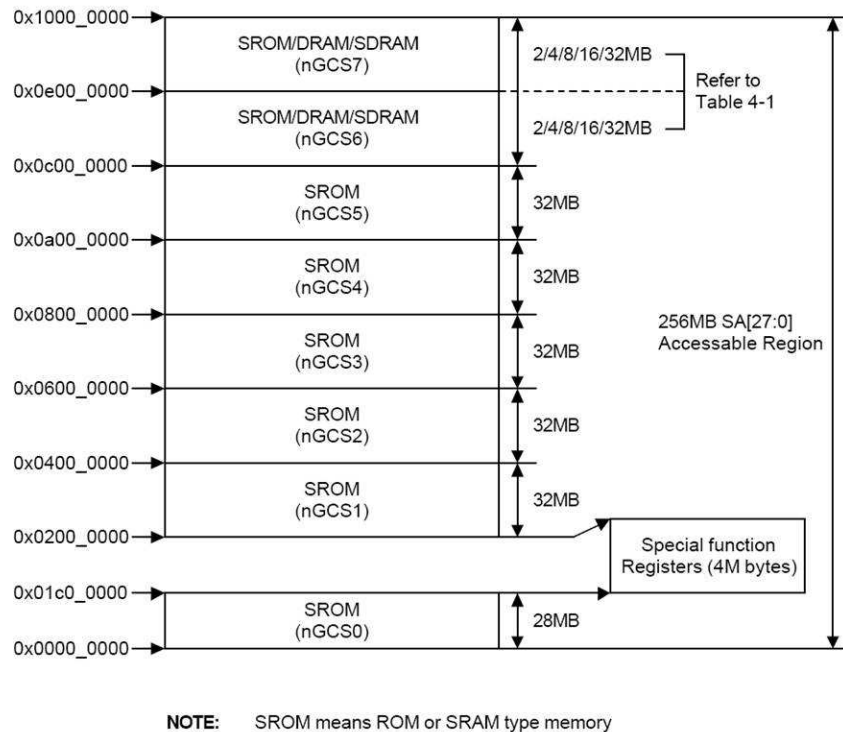 0x1000_0000
SROM/DRAM/SDRAM
(nGCS7)
2/4/8/16/32MB
Refer to
Table 4-1
0x0e00_0000
SROM/DRAM/SDRAM
(nGCS6)
2/4/8/16/32MB
0x0c00_0000
SROM
(nGCS5)
32MB
0x0a00_0000
SROM
(nGCS4)
32MB
0x0800_0000
256MB SA[27:0]
Accessable Region
SROM
(nGCS3)
32MB
0x0600_0000
SROM
(nGCS2)
32MB
0x0400_0000
SROM
(nGCS1)
32MB
0x0200_0000
Special function
Registers (4M bytes)
0x01c0_0000
SROM
(nGCS0)
28MB
0x0000_0000
NOTE: SROM means ROM or SRAM type memory